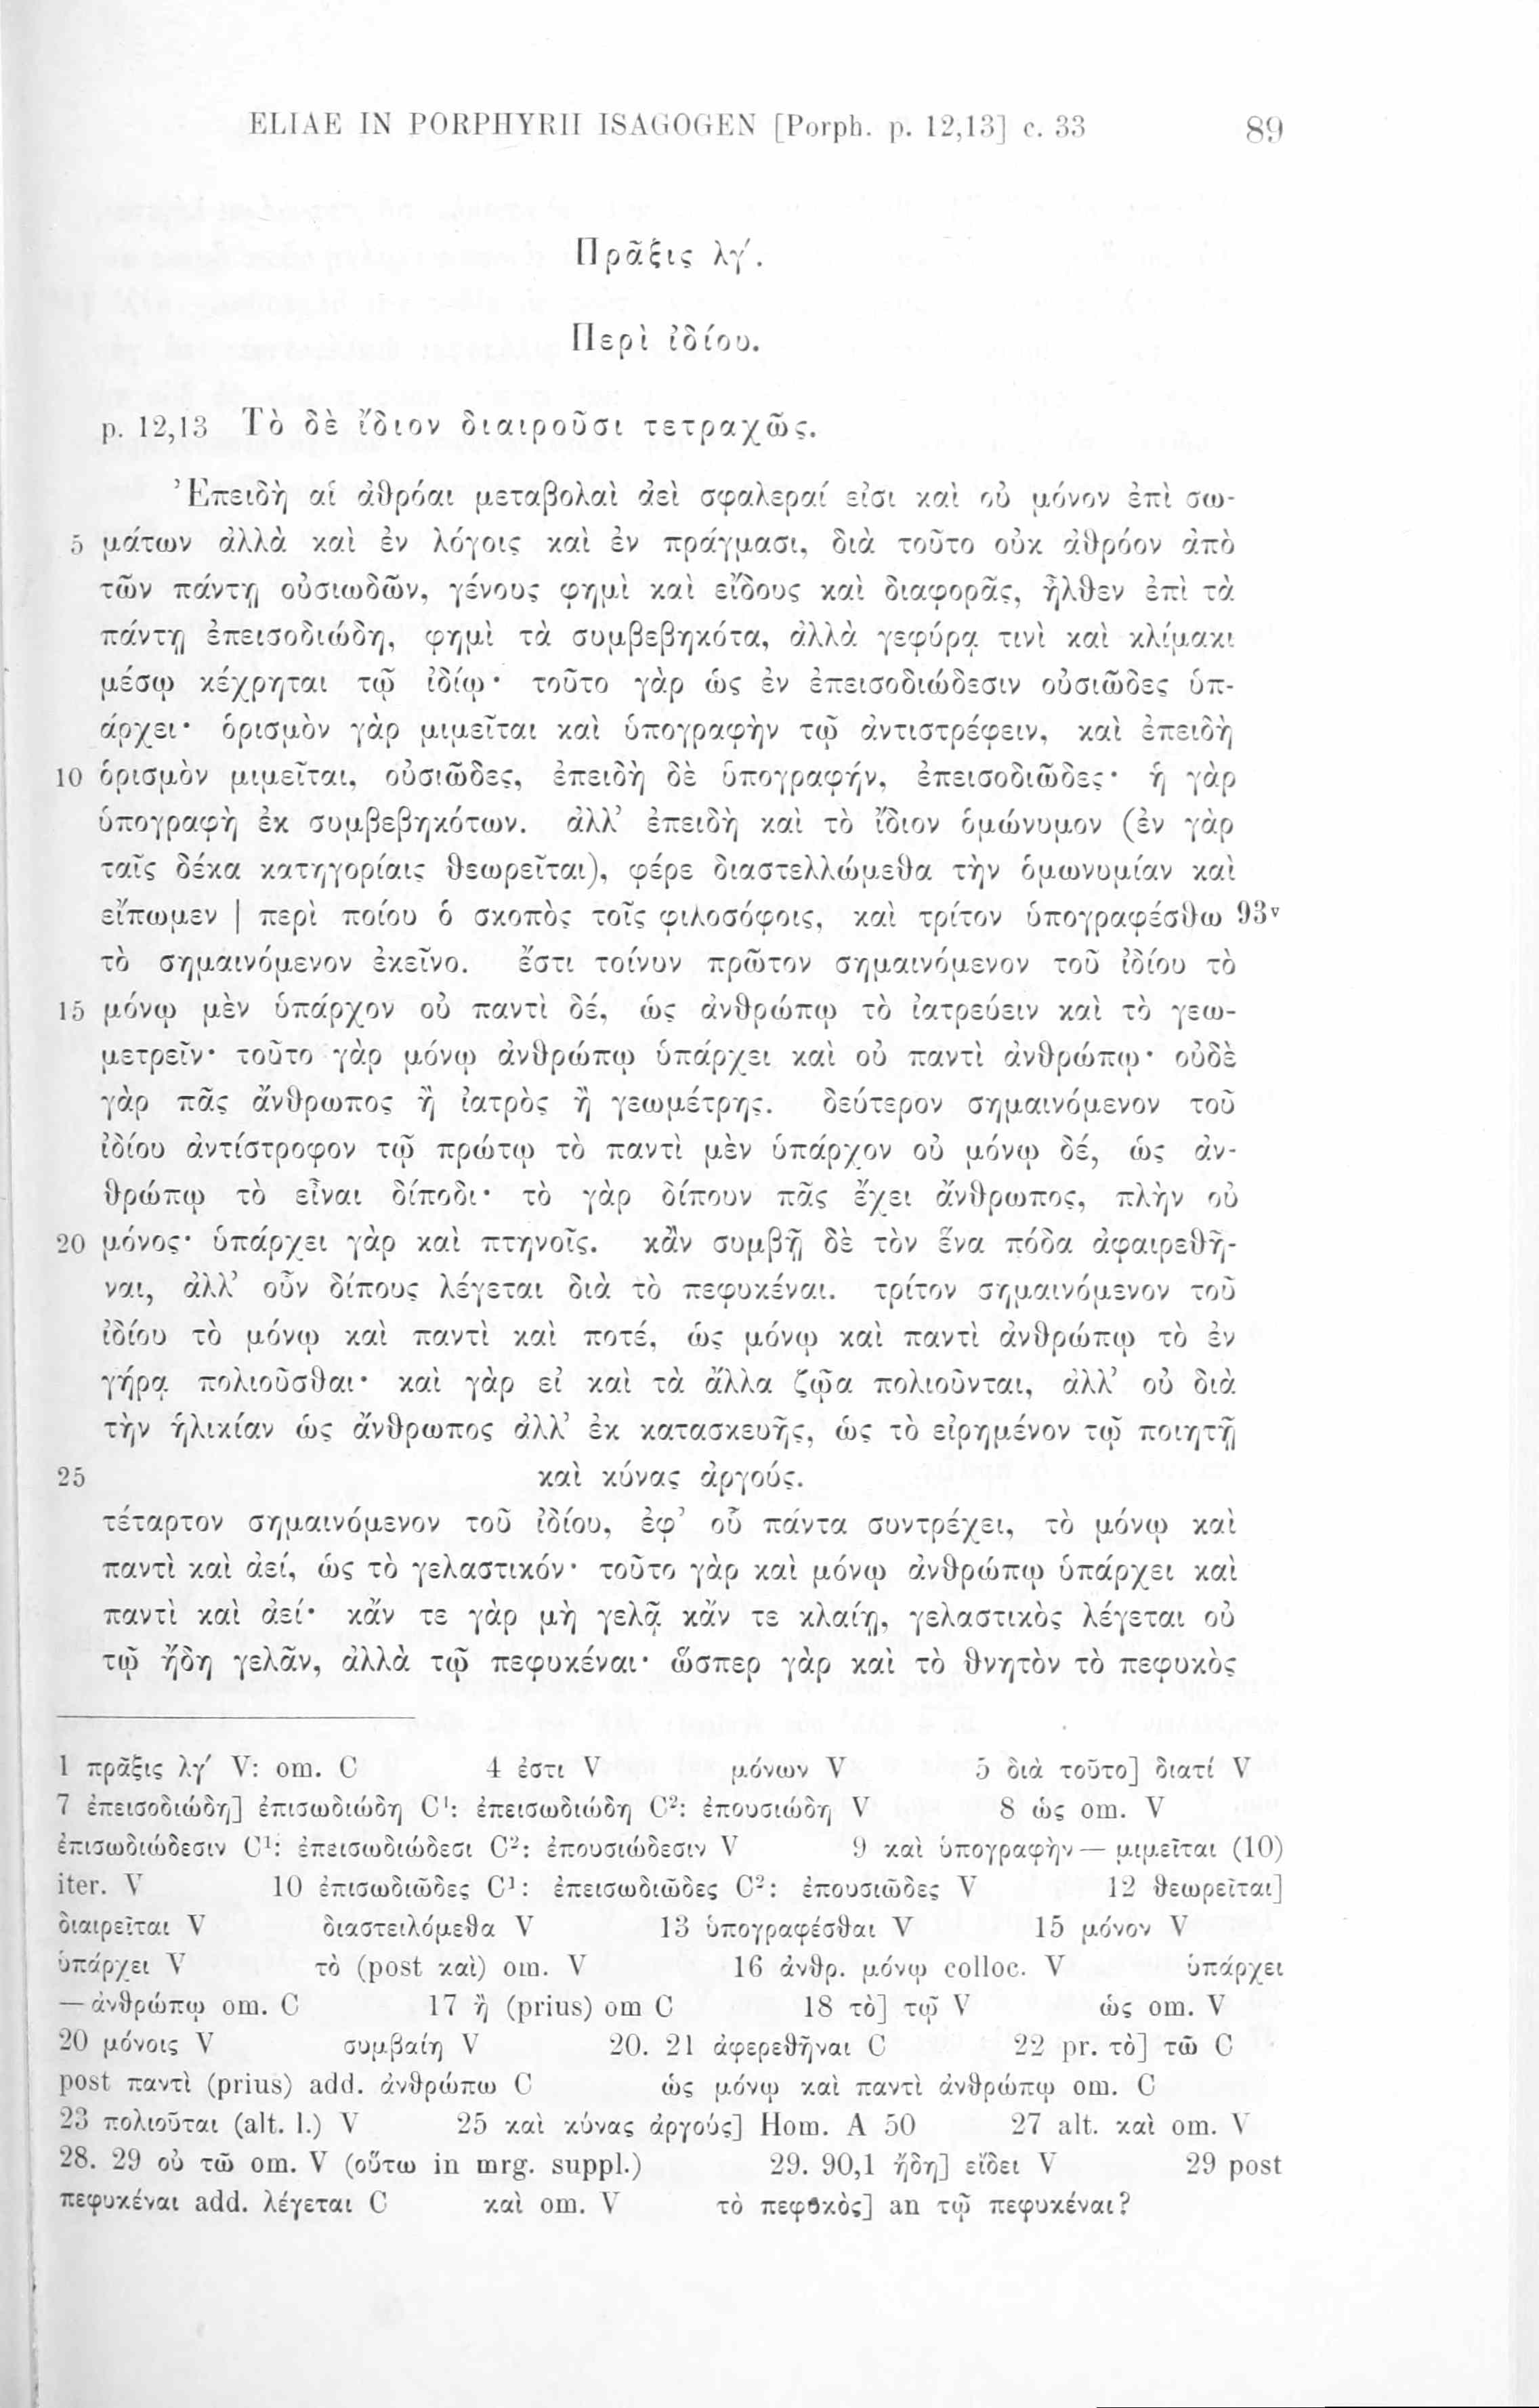 ELIAE IN PORPHYRII ISAGOGEN [Porph. p. 12,13] c. 33 89
Πρᾶξις λγ′.
Περὶ ἰδίου.
p. 12,13 Τὸ δὲ ἴδιον διαιροῦσι τετραχῶς.
Ἐπειδὴ αἱ ἀθρόαι μεταβολαὶ ἀεὶ σφαλεραί εἰσι καὶ οὐ μόνον ἐπὶ σω-
5 μάτων ἀλλὰ καὶ ἐν λόγοις καὶ ἐν πράγμασι, διὰ τοῦτο οὐκ ἀθρόον ἀπὸ
τῶν πάντῃ οὐσιωδῶν, γένους φημὶ καὶ εἴδους καὶ διαφορᾶς, ἦλθεν ἐπὶ τὰ
πάντῃ ἐπεισοδιώδη, φημὶ τὰ συμβεβηκότα, ἀλλὰ γεφύρᾳ τινὶ καὶ κλίμακι
μέσῳ κέχρηται τῷ ἰδίῳ· τοῦτο γὰρ ὡς ἐν ἐπεισοδιώδεσιν οὐσιῶδες ὑπ-
άρχει· ὁρισμὸν γὰρ μιμεῖται καὶ ὑπογραφὴν τῷ ἀντιστρέφειν, καὶ ἐπειδὴ
10 ὁρισμὸν μιμεῖται, οὐσιῶδες, ἐπειδὴ δὲ ὑπογραφήν, ἐπεισοδιῶδες· ἡ γὰρ
ὑπογραφὴ ἐκ συμβεβηκότων. ἀλλ’ ἐπειδὴ καὶ τὸ ἴδιον ὁμώνυμον (ἐν γὰρ
ταῖς δέκα κατηγορίαις θεωρεῖται), φέρε διαστελλώμεθα τὴν ὁμωνυμίαν καὶ
εἴπωμεν | περὶ ποίου ὁ σκοπὸς τοῖς φιλοσόφοις, καὶ τρίτον ὑπογραφέσθω 93v
τὸ σημαινόμενον ἐκεῖνο. ἔστι τοίνυν πρῶτον σημαινόμενον τοῦ ἰδίου τὸ
15 μόνῳ μὲν ὑπάρχον οὐ παντὶ δέ, ὡς ἀνθρώπῳ τὸ ἰατρεύειν καὶ τὸ γεω-
μετρεῖν· τοῦτο γὰρ μόνῳ ἀνθρώπῳ ὑπάρχει καὶ οὐ παντὶ ἀνθρώπῳ· οὐδὲ
γὰρ πᾶς ἄνθρωπος ἢ ἰατρὸς ἢ γεωμέτρης. δεύτερον σημαινόμενον τοῦ
ἰδίου ἀντίστροφον τῷ πρώτῳ τὸ παντὶ μὲν ὑπάρχον οὐ μόνῳ δέ, ὡς ἀν-
θρώπῳ τὸ εἶναι δίποδι· τὸ γὰρ δίπουν πᾶς ἔχει ἄνθρωπος, πλὴν οὐ
20 μόνος· ὑπάρχει γὰρ καὶ πτηνοῖς. κἂν συμβῇ δὲ τὸν ἕνα πόδα ἀφαιρεθῆ-
ναι, ἀλλ’ οὖν δίπους λέγεται διὰ τὸ πεφυκέναι. τρίτον σημαινόμενον τοῦ
ἰδίου τὸ μόνῳ καὶ παντὶ καὶ ποτέ, ὡς μόνῳ καὶ παντὶ ἀνθρώπῳ τὸ ἐν
γήρᾳ πολιοῦσθαι· καὶ γὰρ εἰ καὶ τὰ ἄλλα ζῷα πολιοῦνται, ἀλλ’ οὐ διὰ
τὴν ἡλικίαν ὡς ἄνθρωπος ἀλλ’ ἐκ κατασκευῆς, ὡς τὸ εἰρημένον τῷ ποιητῇ
25 καὶ κύνας ἀργούς.
τέταρτον σημαινόμενον τοῦ ἰδίου, ἐφ’ οὗ πάντα συντρέχει, τὸ μόνῳ καὶ
παντὶ καὶ ἀεί, ὡς τὸ γελαστικόν· τοῦτο γὰρ καὶ μόνῳ ἀνθρώπῳ ὑπάρχει καὶ
παντὶ καὶ ἀεί· κἄν τε γὰρ μὴ γελᾷ κἄν τε κλαίῃ, γελαστικὸς λέγεται οὐ
τῷ ἤδη γελᾶν, ἀλλὰ τῷ πεφυκέναι· ὥσπερ γὰρ καὶ τὸ θνητὸν τὸ πεφυκὸς
1 πρᾶξις λγ′ V: om. C 4 ἐστι V μόνων V 5 διὰ τοῦτο] διατί V
7 ἐπεισοδιώδη] ἐπισωδιώδη C¹: ἐπεισωδιώδη C²: ἐπουσιώδη V 8 ὡς om. V
ἐπισωδιώδεσιν C¹: ἐπεισωδιώδεσι C²: ἐπουσιώδεσιν V 9 καὶ ὑπογραφὴν — μιμεῖται (10)
iter. V 10 ἐπισωδιῶδες C¹: ἐπεισωδιῶδες C²: ἐπουσιῶδες V 12 θεωρεῖται]
διαιρεῖται V διαστειλόμεθα V 13 ὑπογραφέσθαι V 15 μόνον V
ὑπάρχει V τὸ (post καὶ) om. V 16 ἀνθρ. μόνῳ colloc. V ὑπάρχει
— ἀνθρώπῳ om. C 17 ἢ (prius) om C 18 τὸ] τῷ V ὡς om. V
20 μόνοις V συμβαίη V 20. 21 ἀφερεθῆναι C 22 pr. τὸ] τῶ C
post παντὶ (prius) add. ἀνθρώπω C ὡς μόνῳ καὶ παντὶ ἀνθρώπῳ om. C
23 πολιοῦται (alt. l.) V 25 καὶ κύνας ἀργούς] Hom. A 50 27 alt. καὶ om. V
28. 29 οὐ τῶ om. V (οὕτω in mrg. suppl.) 29. 90,1 ἤδη] εἴδει V 29 post
πεφυκέναι add. λέγεται C καὶ om. V τὸ πεφυκὸς] an τῷ πεφυκέναι?